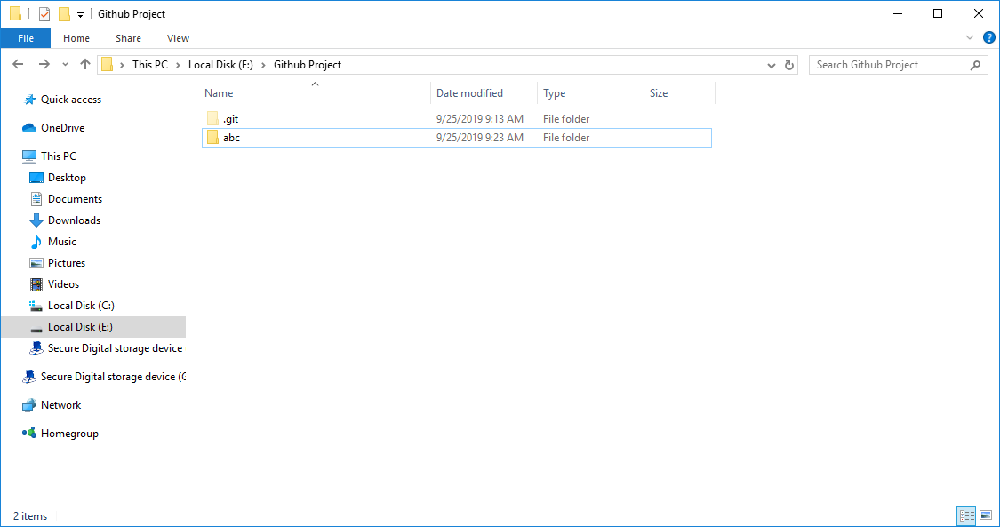 Github Project
File Home Share View
This PC Local Disk (E:) Github Project
Search Github Project
Name Date modified Type Size
.git 9/25/2019 9:13 AM File folder
abc 9/25/2019 9:23 AM File folder
Quick access
OneDrive
This PC
Desktop
Documents
Downloads
Music
Pictures
Videos
Local Disk (C:)
Local Disk (E:)
Secure Digital storage device
Secure Digital storage device (G
Network
Homegroup
2 items